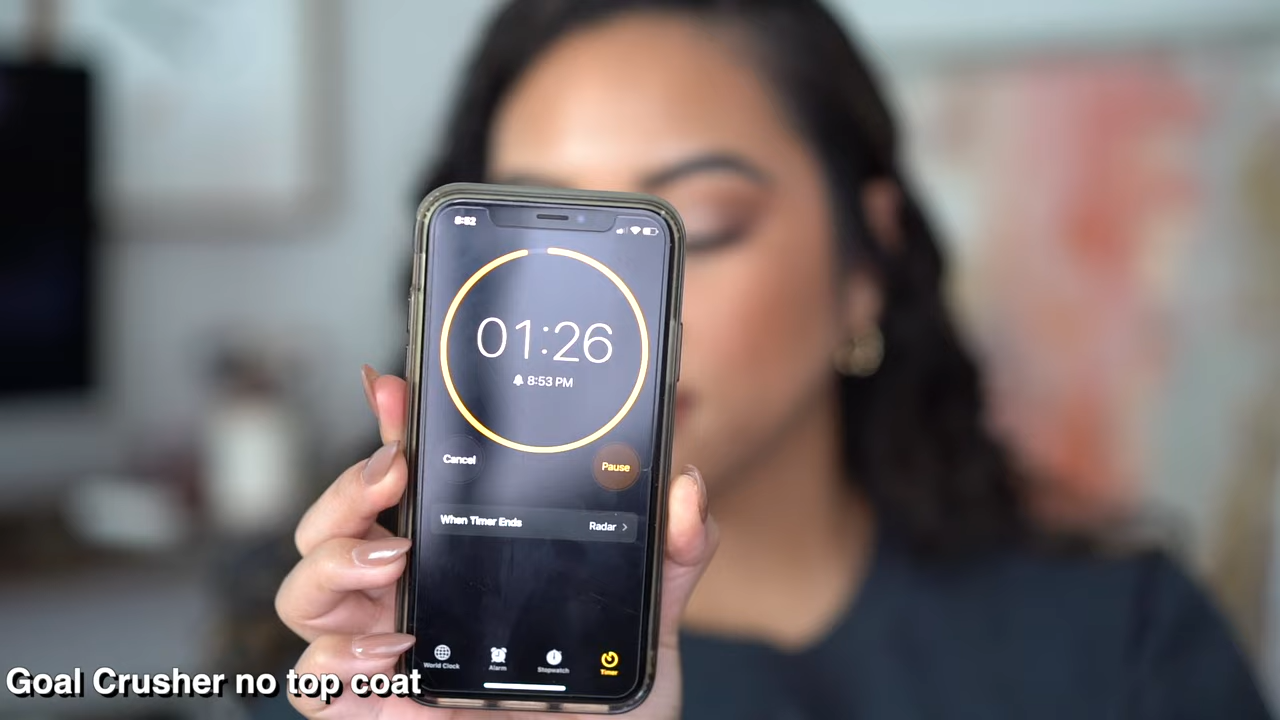 8:52
01:26
8:53 PM
Cancel
Pause
When Timer Ends
Radar
World Clock
Alarm
Stopwatch
Timer
Goal Crusher no top coat